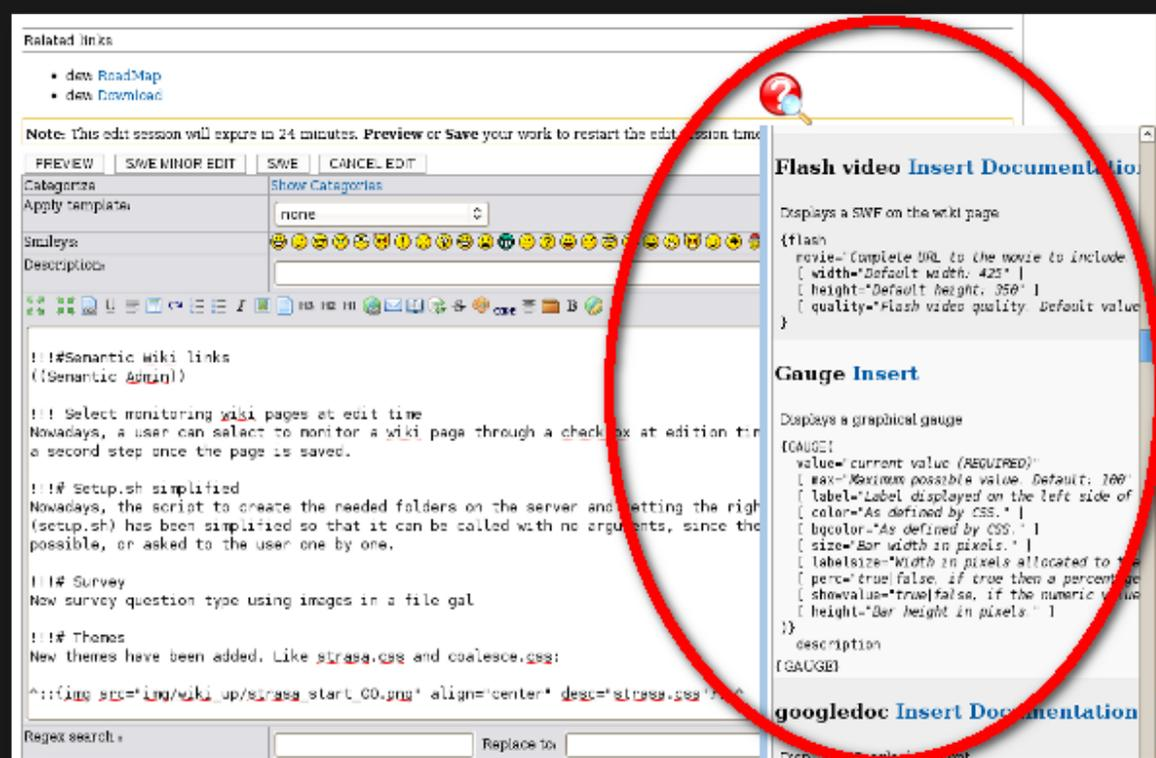 Related links
dev: RoadMap
dev: Download
Note: This edit session will expire in 24 minutes. Preview or Save your work to restart the edit session time
PREVIEW SAVE MINOR EDIT SAVE CANCEL EDIT
Categorize Show Categories
Apply template: none
Smileys:
Description:
U I H3 H2 H1 S CODE B
!!!#Semantic Wiki links
((Semantic Admin))
!!! Select monitoring wiki pages at edit time
Nowadays, a user can select to monitor a wiki page through a checkbox at edition tim
a second step once the page is saved.
!!!# Setup.sh simplified
Nowadays, the script to create the needed folders on the server and setting the righ
(setup.sh) has been simplified so that it can be called with no arguments, since the
possible, or asked to the user one by one.
!!!# Survey
New survey question type using images in a file gal
!!!# Themes
New themes have been added. Like strasa.css and coalesce.css:
^::{img src="img/wiki_up/strasa_start_CO.png" align="center" desc="strasa.css"}::^
Regex search : Replace to:
Flash video Insert Documentation
Displays a SWF on the wiki page
{flash
movie="Complete URL to the movie to include.
[ width="Default width: 425" ]
[ height="Default height: 350" ]
[ quality="Flash video quality. Default value
}
Gauge Insert
Displays a graphical gauge
{GAUGE(
value="current value (REQUIRED)"
[ max="Maximum possible value. Default: 100"
[ label="Label displayed on the left side of
[ color="As defined by CSS." ]
[ bgcolor="As defined by CSS." ]
[ size="Bar width in pixels." ]
[ labelsize="Width in pixels allocated to the
[ perc="true|false, if true then a percentage
[ showvalue="true|false, if the numeric value
[ height="Bar height in pixels." ]
)}
description
{GAUGE}
googledoc Insert Documentation